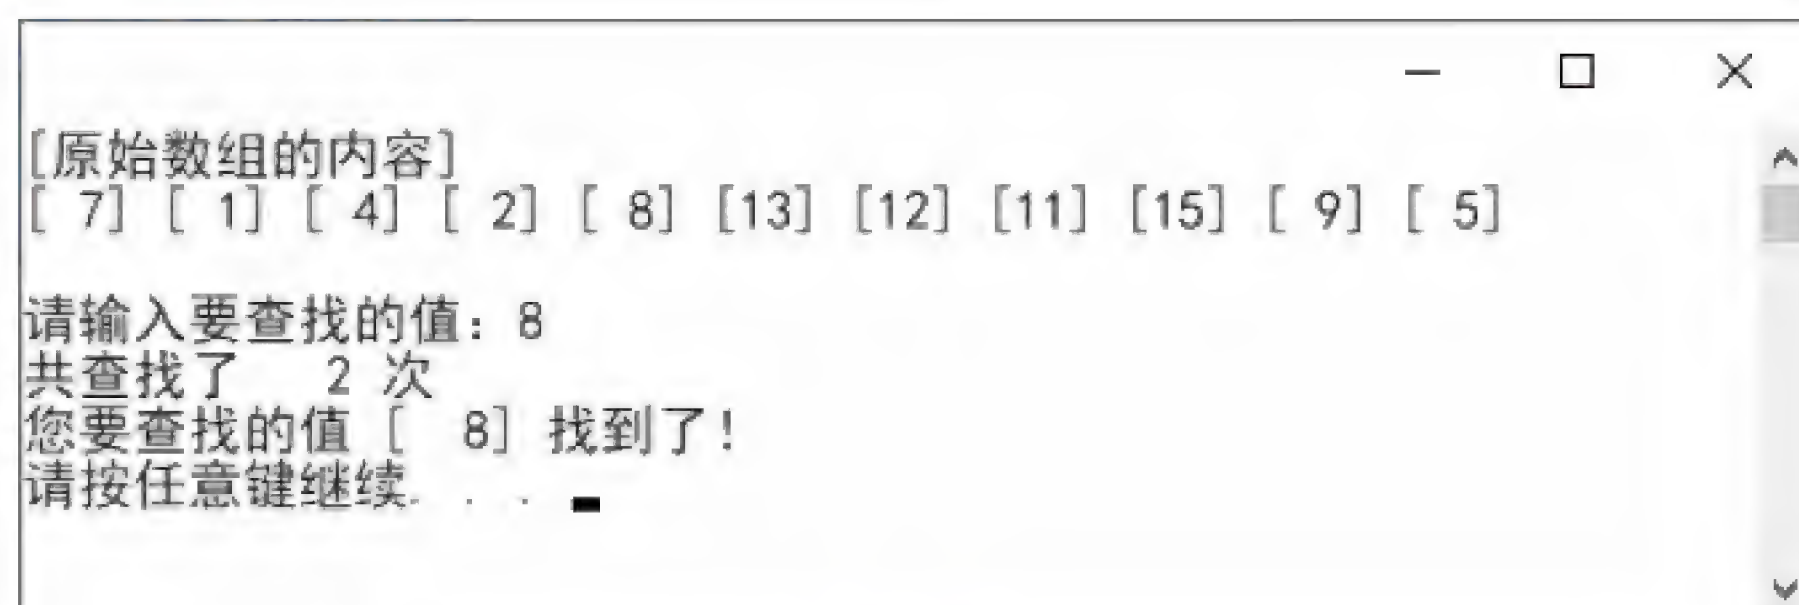 [原始数组的内容]
[ 7] [ 1] [ 4] [ 2] [ 8] [13] [12] [11] [15] [ 9] [ 5]
请输入要查找的值：8
共查找了  2 次
您要查找的值 [  8] 找到了!
请按任意键继续. . .